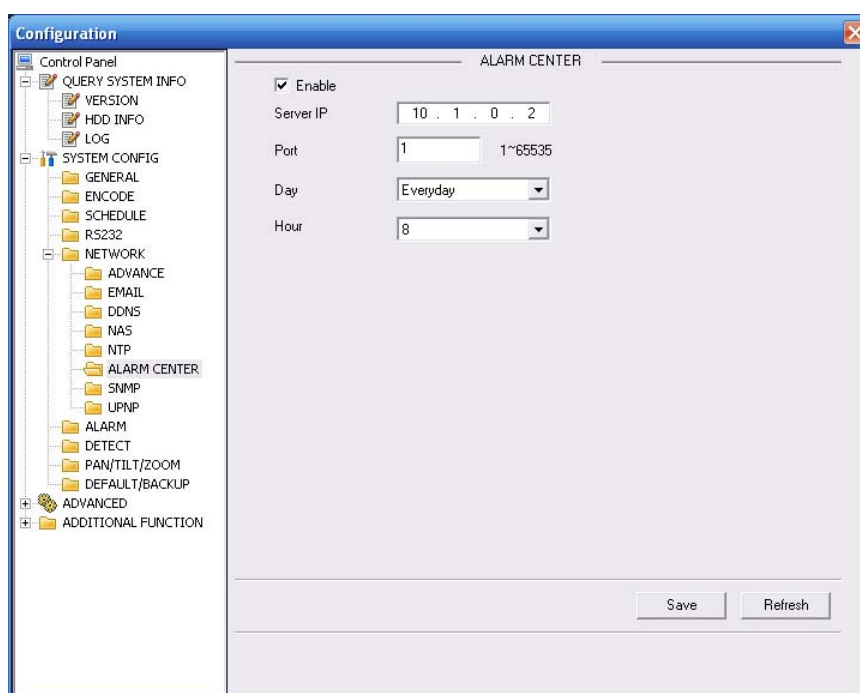 Configuration
Control Panel
QUERY SYSTEM INFO
VERSION
HDD INFO
LOG
SYSTEM CONFIG
GENERAL
ENCODE
SCHEDULE
RS232
NETWORK
ADVANCE
EMAIL
DDNS
NAS
NTP
ALARM CENTER
SNMP
UPNP
ALARM
DETECT
PAN/TILT/ZOOM
DEFAULT/BACKUP
ADVANCED
ADDITIONAL FUNCTION
ALARM CENTER
Enable
Server IP 10 . 1 . 0 . 2
Port 1 1~65535
Day Everyday
Hour 8
Save Refresh